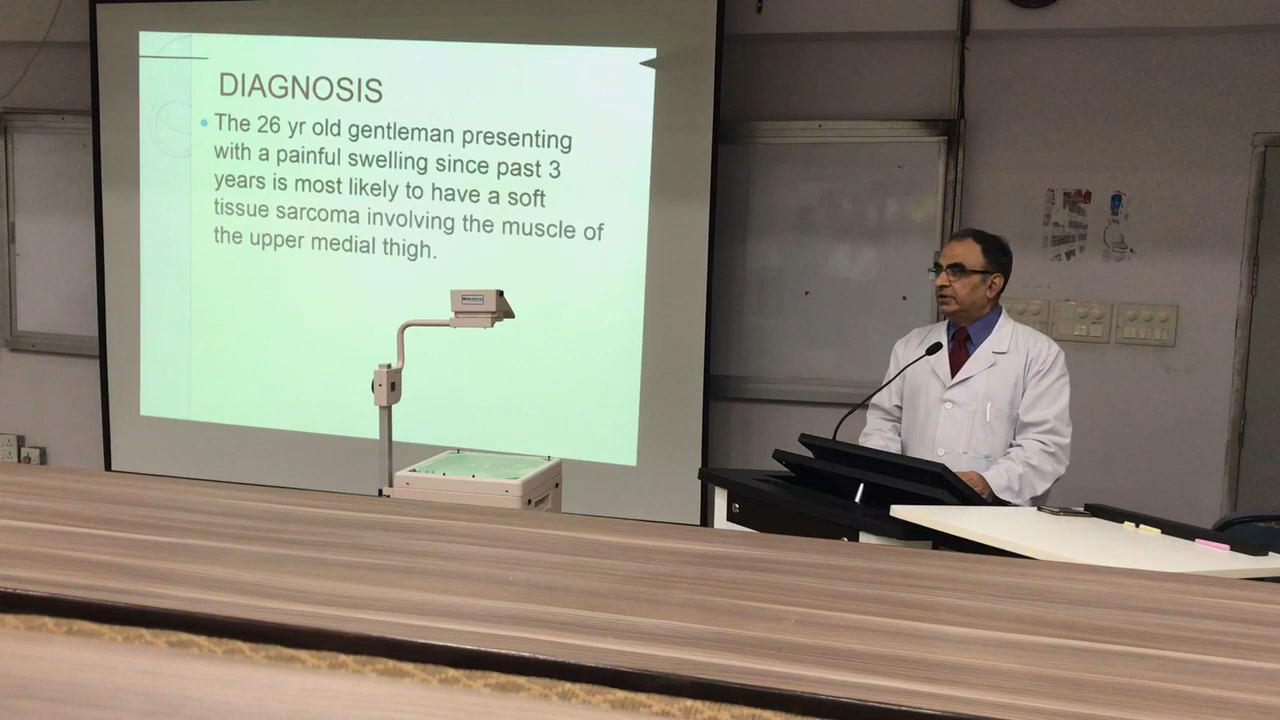 DIAGNOSIS
The 26 yr old gentleman presenting
with a painful swelling since past 3
years is most likely to have a soft
tissue sarcoma involving the muscle of
the upper medial thigh.